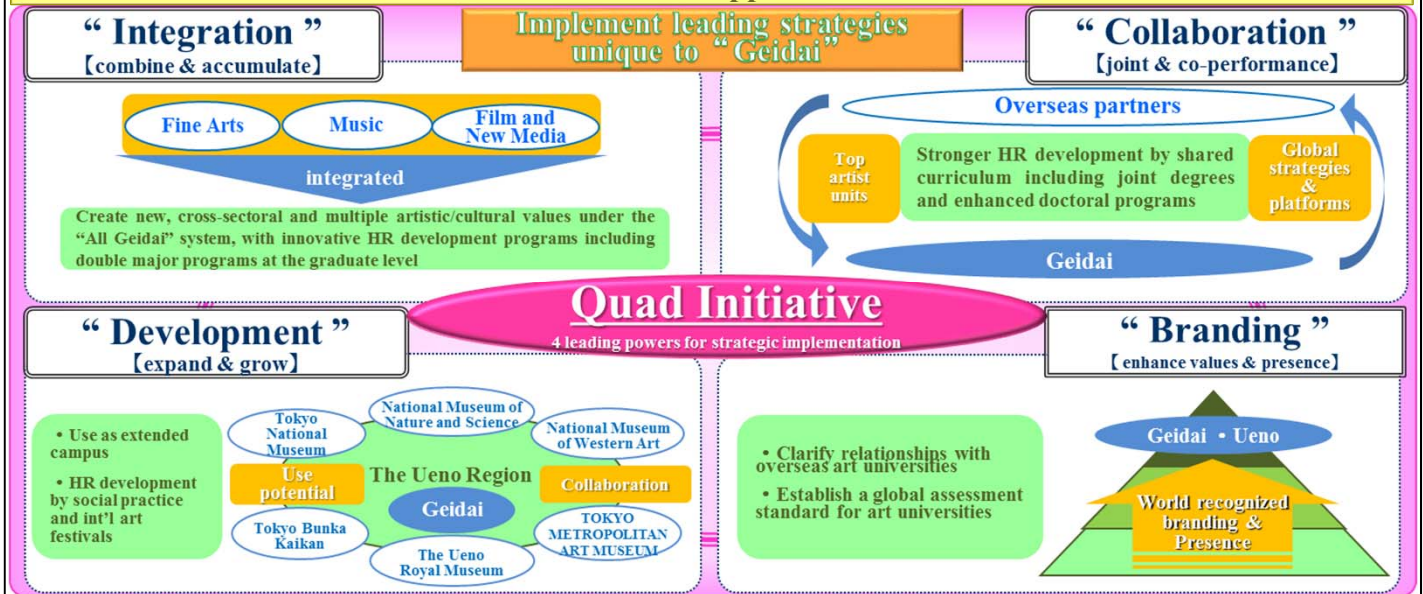 Implement leading strategies
unique to “Geidai”
“ Integration ”
【combine & accumulate】
Fine Arts
Music
Film and
New Media
integrated
Create new, cross-sectoral and multiple artistic/cultural values under the
“All Geidai” system, with innovative HR development programs including
double major programs at the graduate level
“ Collaboration ”
【joint & co-performance】
Overseas partners
Top
artist
units
Stronger HR development by shared
curriculum including joint degrees
and enhanced doctoral programs
Global
strategies
&
platforms
Geidai
Quad Initiative
4 leading powers for strategic implementation
“ Development ”
【expand & grow】
・Use as extended
campus
・HR development
by social practice
and int’l art
festivals
Tokyo
National
Museum
National Museum of
Nature and Science
National Museum
of Western Art
Use
potential
The Ueno Region
Collaboration
Geidai
Tokyo Bunka
Kaikan
The Ueno
Royal Museum
TOKYO
METROPOLITAN
ART MUSEUM
“ Branding ”
【enhance values & presence】
・Clarify relationships with
overseas art universities
・Establish a global assessment
standard for art universities
Geidai ・Ueno
World recognized
branding &
Presence